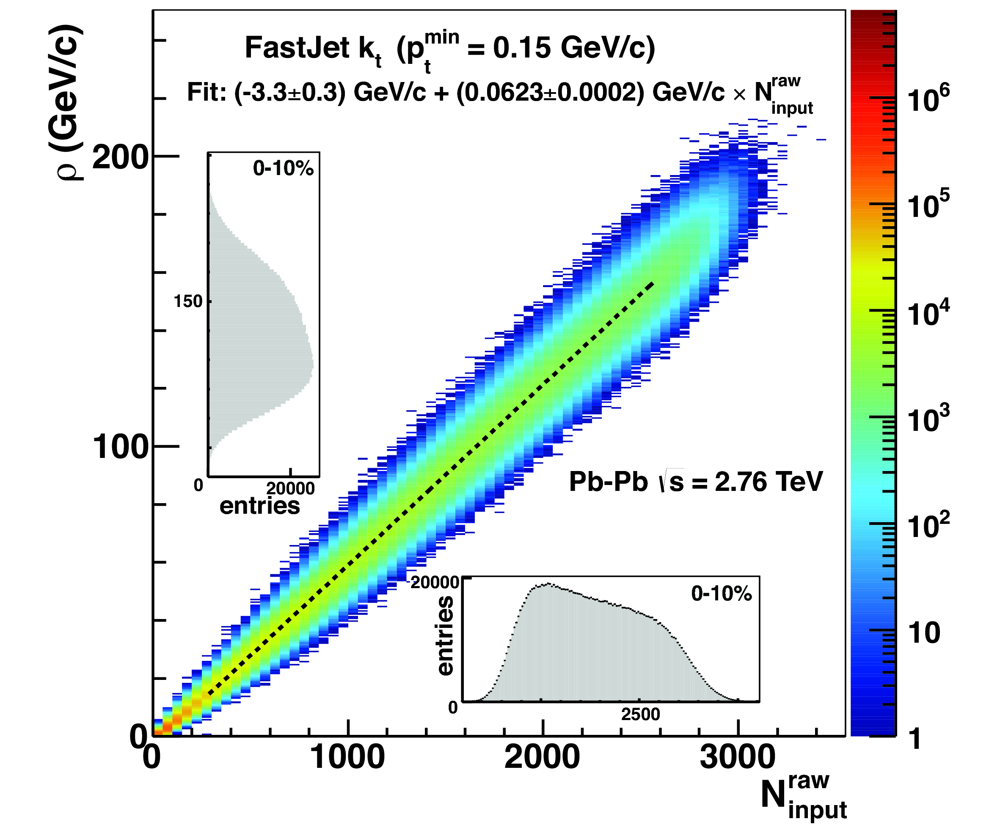 FastJet kt (pt^min = 0.15 GeV/c)
Fit: (-3.3±0.3) GeV/c + (0.0623±0.0002) GeV/c × N^raw_input
ρ (GeV/c)
200
100
0
0-10%
150
0 20000
entries
Pb-Pb √s = 2.76 TeV
20000
0-10%
entries
0
2500
0 1000 2000 3000
N^raw_input
10^6
10^5
10^4
10^3
10^2
10
1